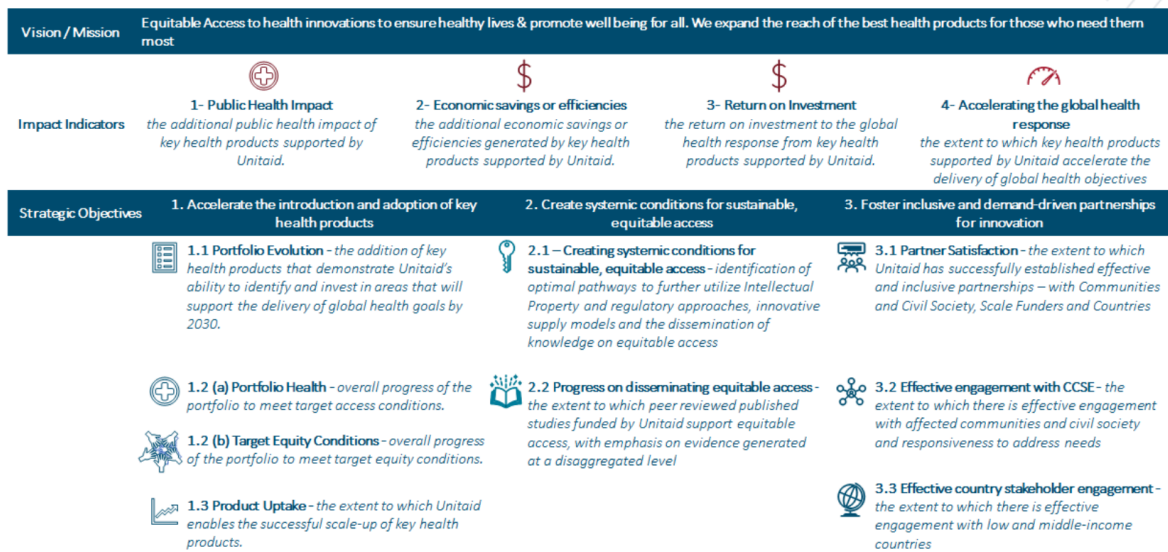 Vision / Mission
Equitable Access to health innovations to ensure healthy lives & promote well being for all. We expand the reach of the best health products for those who need them
most
Impact Indicators
1- Public Health Impact
the additional public health impact of
key health products supported by
Unitaid.
2- Economic savings or efficiencies
the additional economic savings or
efficiencies generated by key health
products supported by Unitaid.
3- Return on Investment
the return on investment to the global
health response from key health
products supported by Unitaid.
4- Accelerating the global health
response
the extent to which key health products
supported by Unitaid accelerate the
delivery of global health objectives
Strategic Objectives
1. Accelerate the introduction and adoption of key
health products
2. Create systemic conditions for sustainable,
equitable access
3. Foster inclusive and demand-driven partnerships
for innovation
1.1 Portfolio Evolution - the addition of key
health products that demonstrate Unitaid's
ability to identify and invest in areas that will
support the delivery of global health goals by
2030.
1.2 (a) Portfolio Health - overall progress of the
portfolio to meet target access conditions.
1.2 (b) Target Equity Conditions - overall progress
of the portfolio to meet target equity conditions.
1.3 Product Uptake - the extent to which Unitaid
enables the successful scale-up of key health
products.
2.1 – Creating systemic conditions for
sustainable, equitable access - identification of
optimal pathways to further utilize Intellectual
Property and regulatory approaches, innovative
supply models and the dissemination of
knowledge on equitable access
2.2 Progress on disseminating equitable access -
the extent to which peer reviewed published
studies funded by Unitaid support equitable
access, with emphasis on evidence generated
at a disaggregated level
3.1 Partner Satisfaction - the extent to which
Unitaid has successfully established effective
and inclusive partnerships – with Communities
and Civil Society, Scale Funders and Countries
3.2 Effective engagement with CCSE - the
extent to which there is effective engagement
with affected communities and civil society
and responsiveness to address needs
3.3 Effective country stakeholder engagement -
the extent to which there is effective
engagement with low and middle-income
countries